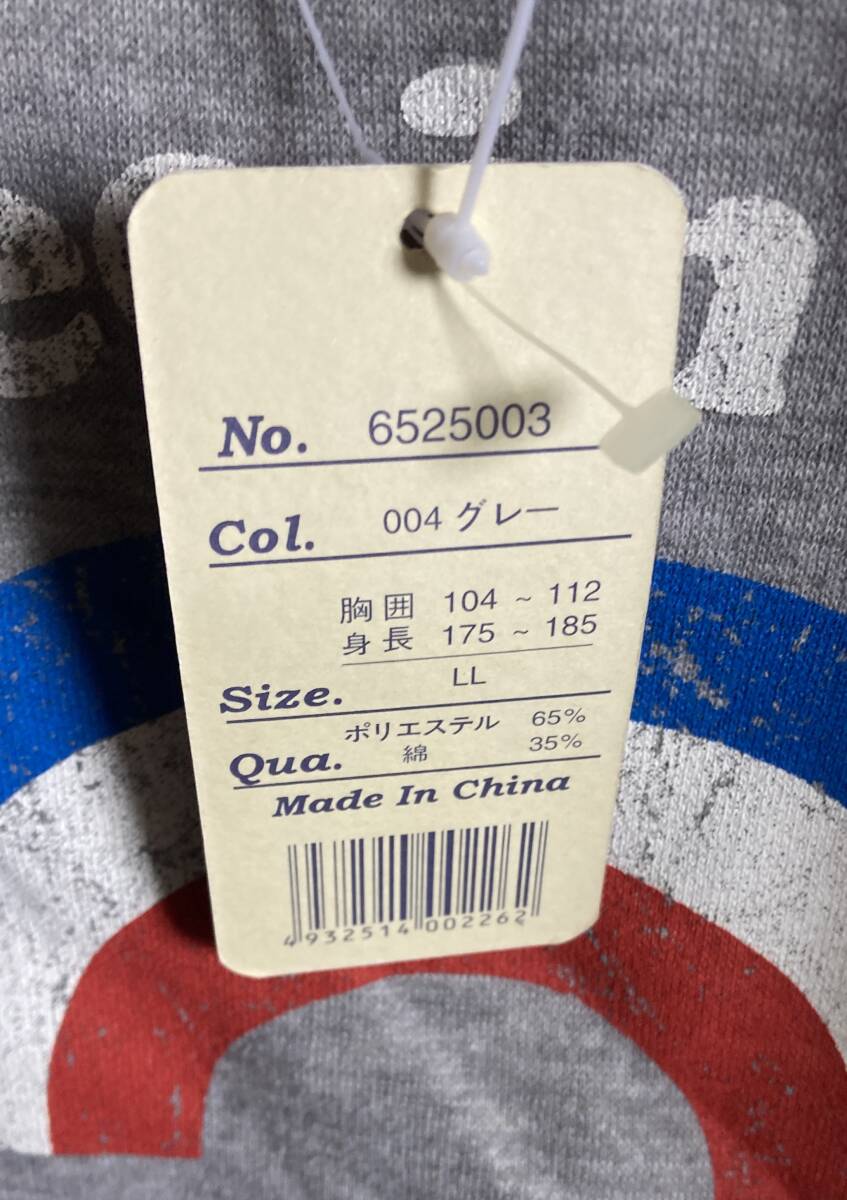 No. 6525003
Col. 004 グレー
胸囲 104 ~ 112
身長 175 ~ 185
Size. LL
ポリエステル 65%
Qua. 綿 35%
Made In China
4932514002262